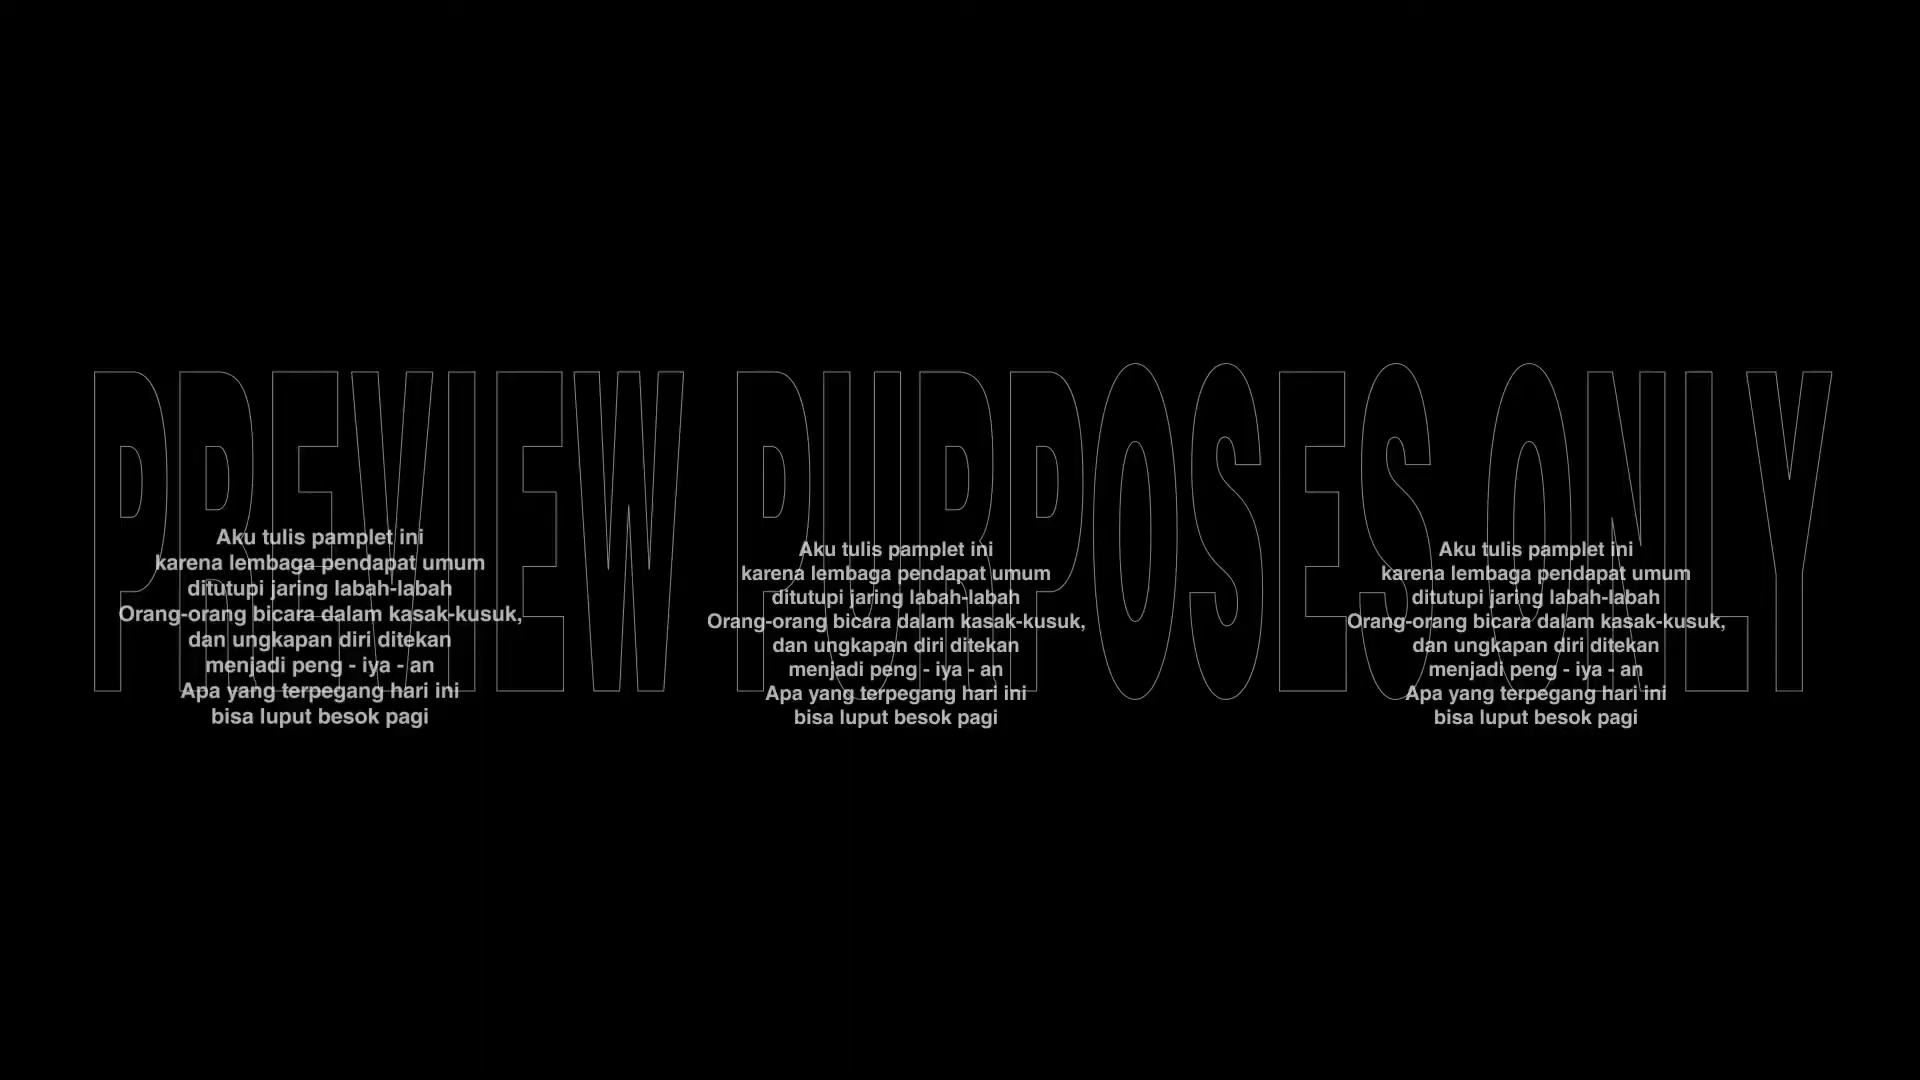 PREVIEW PURPOSES ONLY
Aku tulis pamplet ini
karena lembaga pendapat umum
ditutupi jaring labah-labah
Orang-orang bicara dalam kasak-kusuk,
dan ungkapan diri ditekan
menjadi peng - iya - an
Apa yang terpegang hari ini
bisa luput besok pagi
Aku tulis pamplet ini
karena lembaga pendapat umum
ditutupi jaring labah-labah
Orang-orang bicara dalam kasak-kusuk,
dan ungkapan diri ditekan
menjadi peng - iya - an
Apa yang terpegang hari ini
bisa luput besok pagi
Aku tulis pamplet ini
karena lembaga pendapat umum
ditutupi jaring labah-labah
Orang-orang bicara dalam kasak-kusuk,
dan ungkapan diri ditekan
menjadi peng - iya - an
Apa yang terpegang hari ini
bisa luput besok pagi